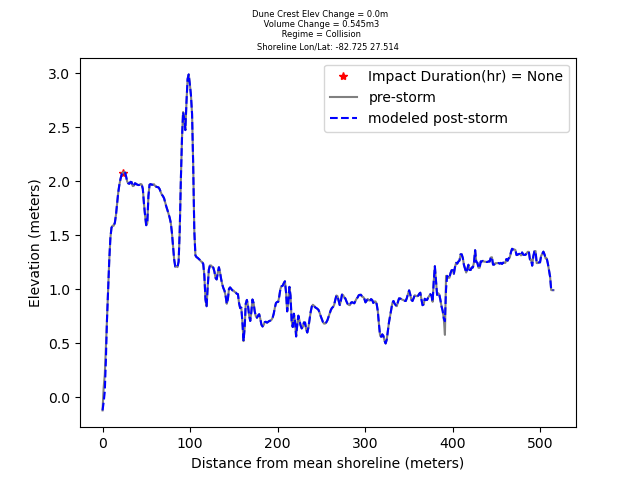 Dune Crest Elev Change = 0.0m
Volume Change = 0.545m3
Regime = Collision
Shoreline Lon/Lat: -82.725 27.514
Impact Duration(hr) = None
pre-storm
modeled post-storm
3.0
2.5
2.0
1.5
1.0
0.5
0.0
Elevation (meters)
0 100 200 300 400 500
Distance from mean shoreline (meters)